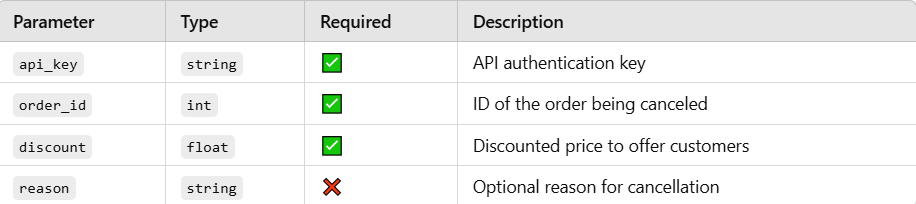 Parameter Type Required Description
api_key string ✅ API authentication key
order_id int ✅ ID of the order being canceled
discount float ✅ Discounted price to offer customers
reason string ❌ Optional reason for cancellation